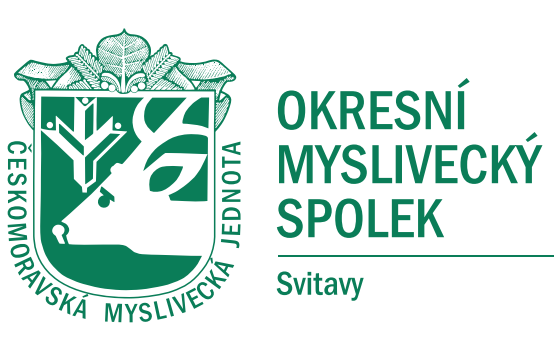 ČESKOMORAVSKÁ MYSLIVECKÁ JEDNOTA
OKRESNÍ
MYSLIVECKÝ
SPOLEK
Svitavy